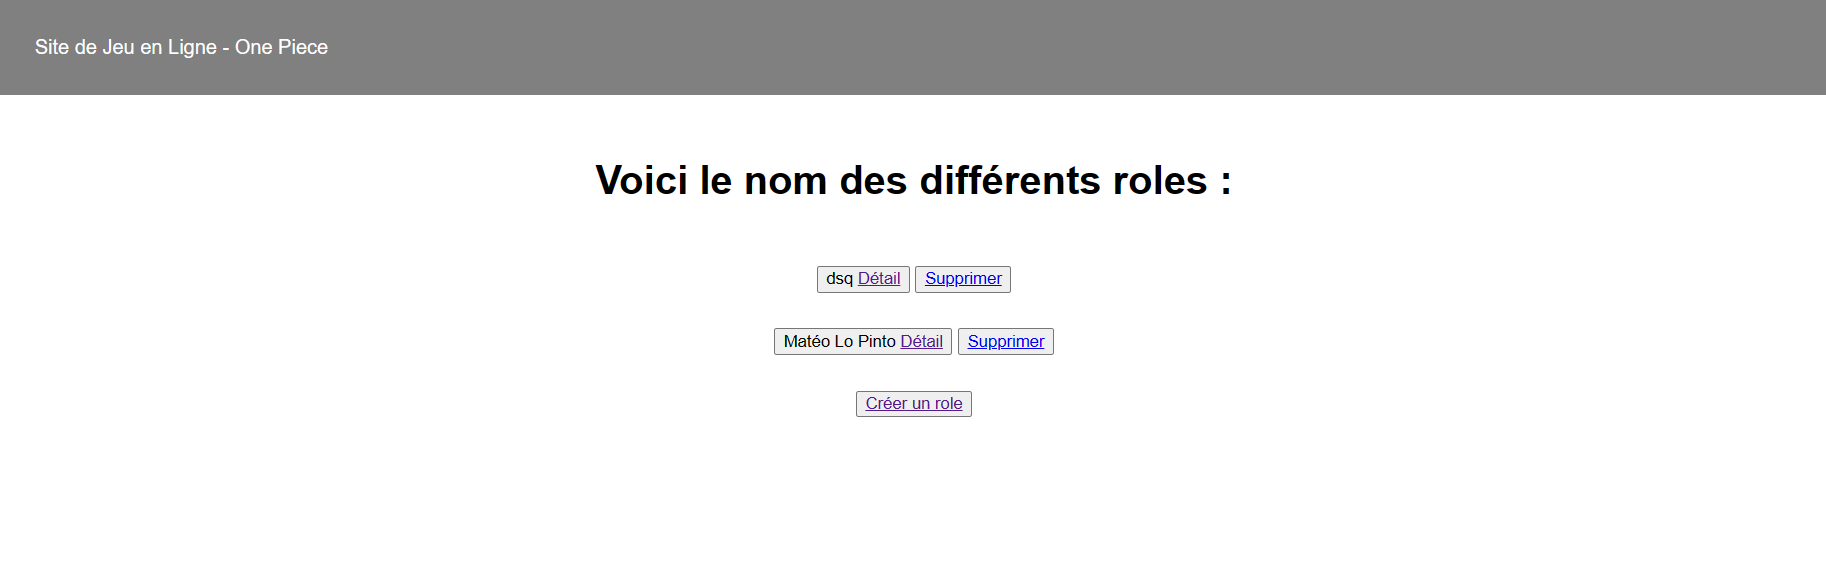 Site de Jeu en Ligne - One Piece
Voici le nom des différents roles :
dsq Détail Supprimer
Matéo Lo Pinto Détail Supprimer
Créer un role